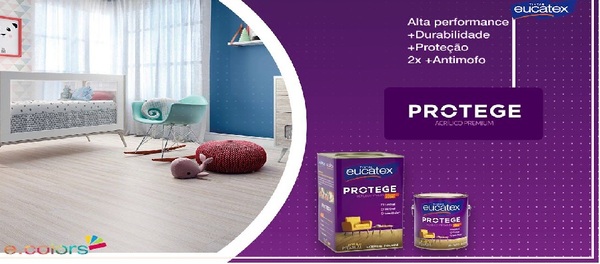 eucatex
Alta performance
+Durabilidade
+Proteção
2x +Antimofo
PROTEGE
ACRÍLICO PREMIUM
eucatex
PROTEGE
eucatex
PROTEGE
e.colors